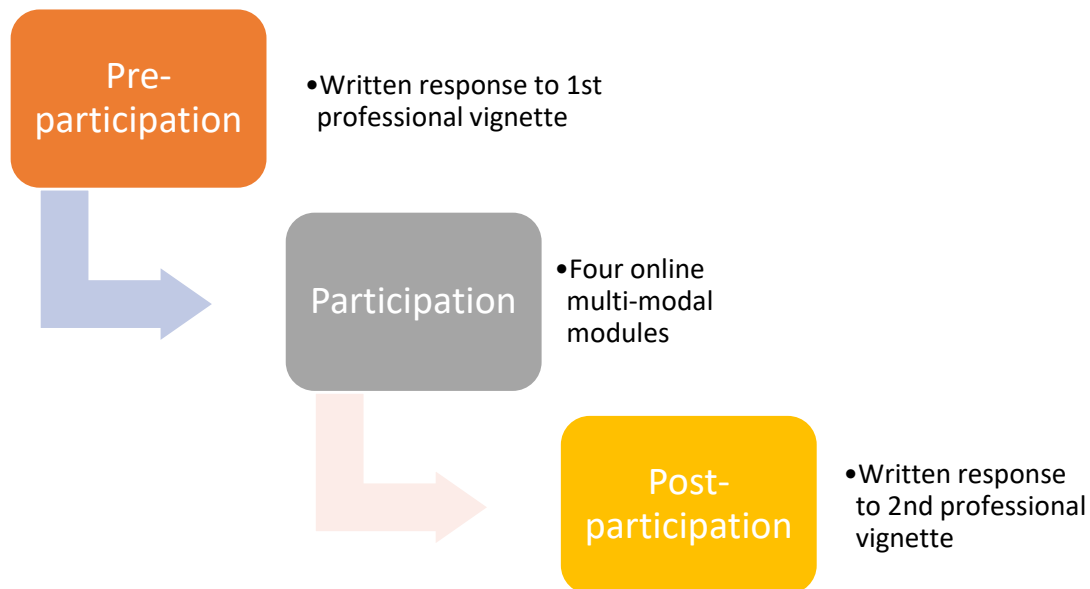 Pre-
participation
•Written response to 1st
professional vignette
Participation
•Four online
multi-modal
modules
Post-
participation
•Written response
to 2nd professional
vignette